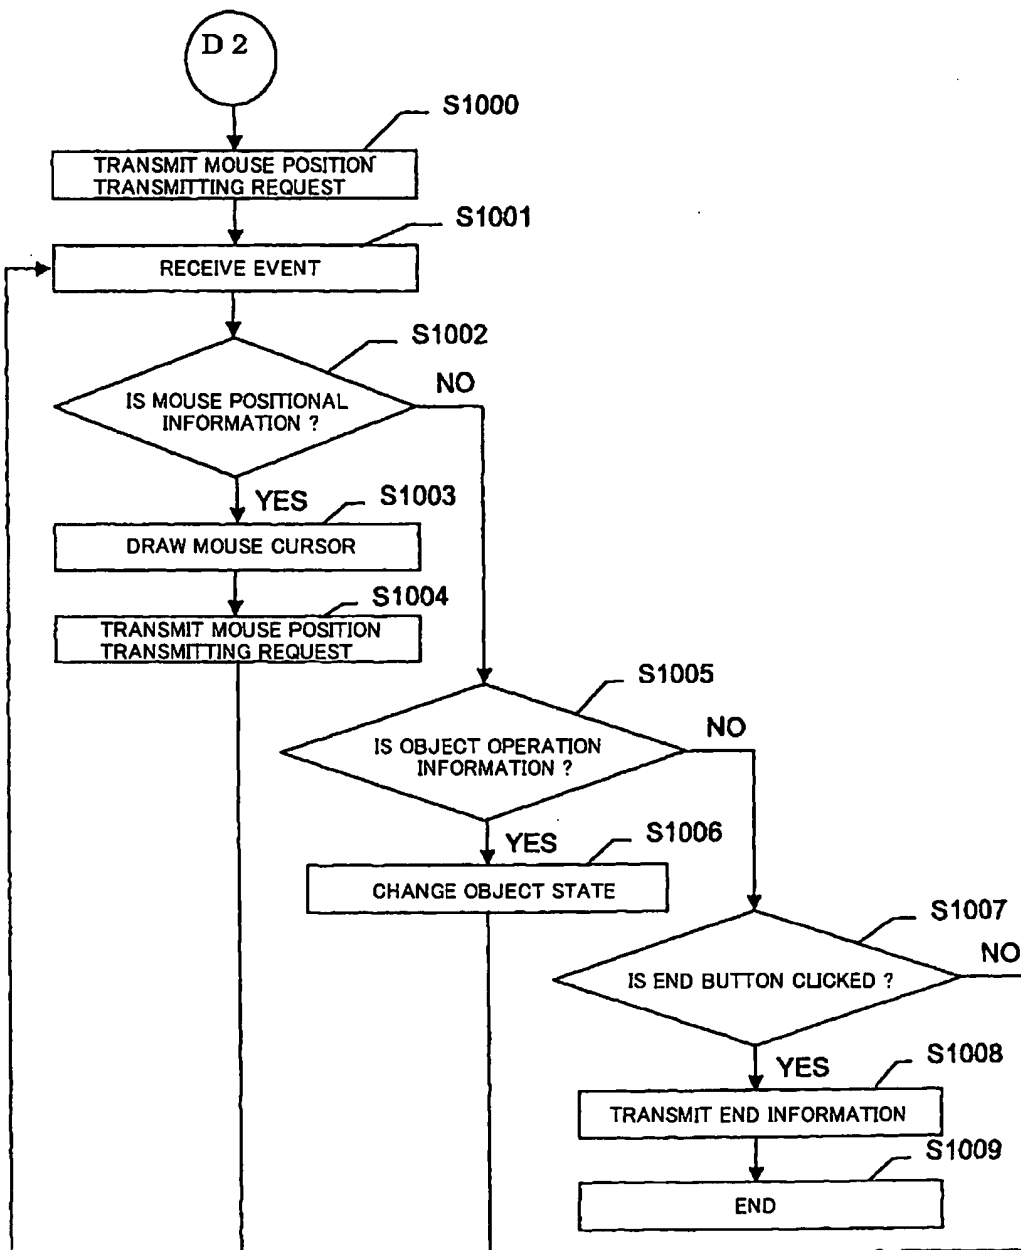 D 2
S1000
TRANSMIT MOUSE POSITION
TRANSMITTING REQUEST
S1001
RECEIVE EVENT
S1002
IS MOUSE POSITIONAL
INFORMATION ?
NO
YES
S1003
DRAW MOUSE CURSOR
S1004
TRANSMIT MOUSE POSITION
TRANSMITTING REQUEST
S1005
IS OBJECT OPERATION
INFORMATION ?
NO
YES
S1006
CHANGE OBJECT STATE
S1007
IS END BUTTON CLICKED ?
NO
YES
S1008
TRANSMIT END INFORMATION
S1009
END